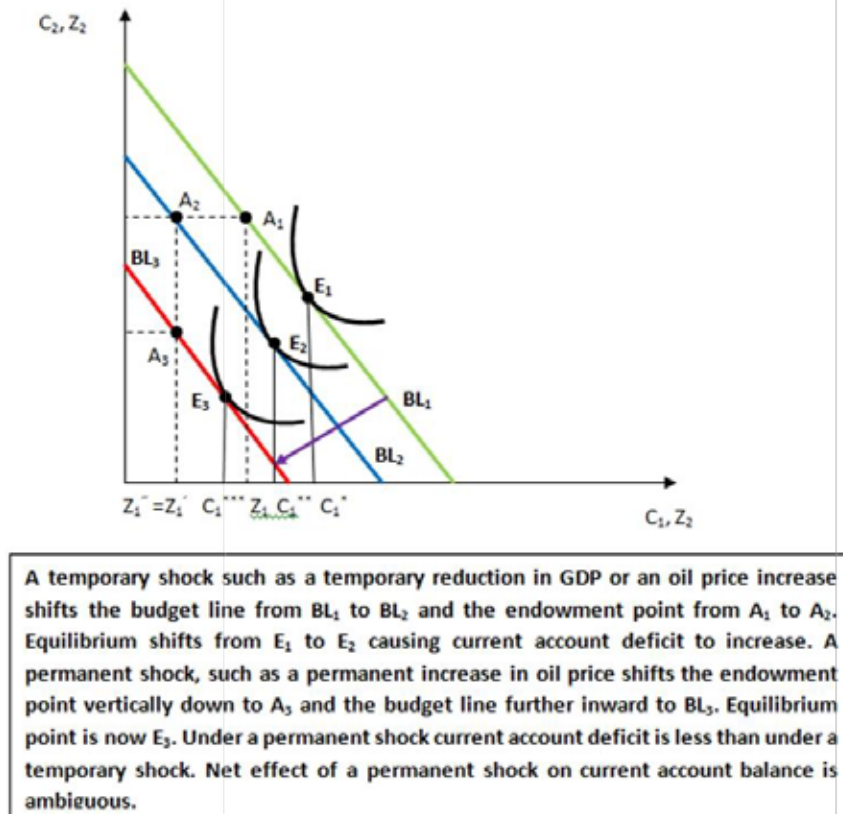 C₂, Z₂
A₂
A₁
BL₃
E₁
A₃
E₂
E₃
BL₁
BL₂
Z₁¨=Z₁´ C₁*** Z₁ C₁** C₁*
C₁, Z₂
A temporary shock such as a temporary reduction in GDP or an oil price increase
shifts the budget line from BL₁ to BL₂ and the endowment point from A₁ to A₂.
Equilibrium shifts from E₁ to E₂ causing current account deficit to increase. A
permanent shock, such as a permanent increase in oil price shifts the endowment
point vertically down to A₃ and the budget line further inward to BL₃. Equilibrium
point is now E₃. Under a permanent shock current account deficit is less than under a
temporary shock. Net effect of a permanent shock on current account balance is
ambiguous.